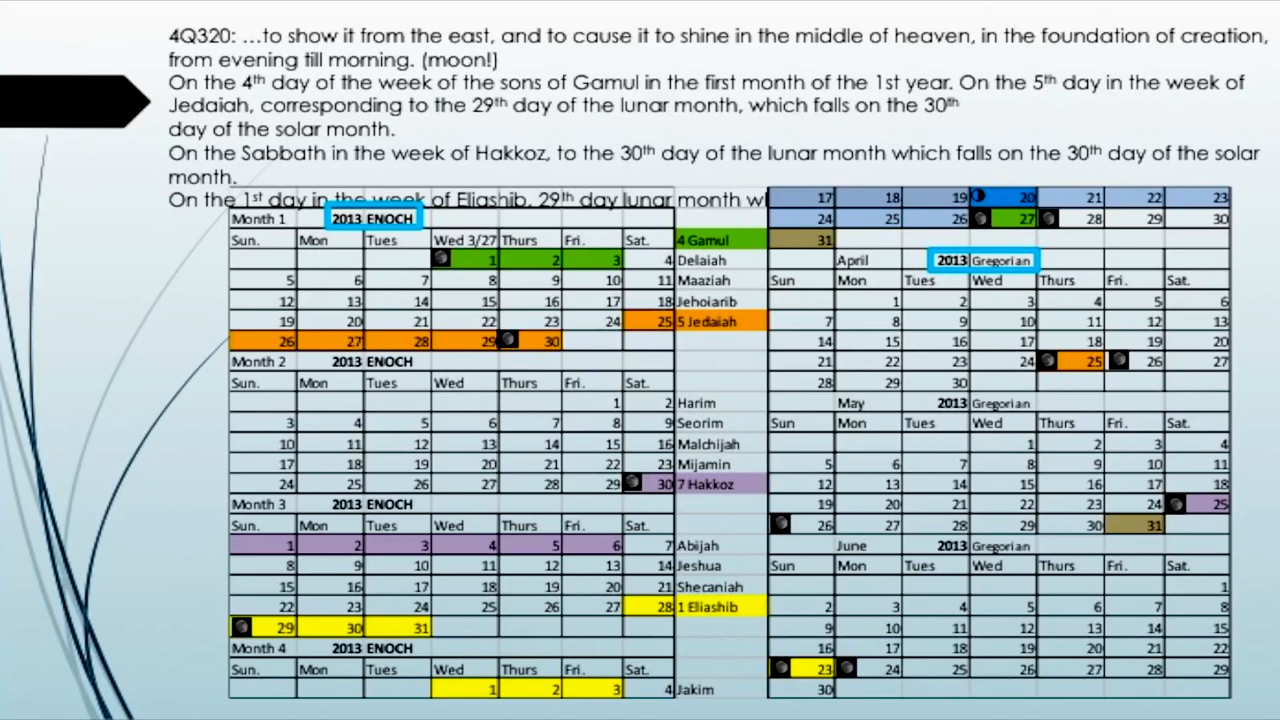 4Q320: …to show it from the east, and to cause it to shine in the middle of heaven, in the foundation of creation,
from evening till morning. (moon!)
On the 4th day of the week of the sons of Gamul in the first month of the 1st year. On the 5th day in the week of
Jedaiah, corresponding to the 29th day of the lunar month, which falls on the 30th
day of the solar month.
On the Sabbath in the week of Hakkoz, to the 30th day of the lunar month which falls on the 30th day of the solar
month.
On the 1st day in the week of Eliashib, 29th day lunar month
Month 1 2013 ENOCH
Sun. Mon Tues Wed 3/27 Thurs Fri. Sat. 4 Gamul
1 2 3 4 Delaiah
5 6 7 8 9 10 11 Maaziah
12 13 14 15 16 17 18 Jehoiarib
19 20 21 22 23 24 25 5 Jedaiah
26 27 28 29 30
Month 2 2013 ENOCH
Sun. Mon Tues Wed Thurs Fri. Sat.
1 2 Harim
3 4 5 6 7 8 9 Seorim
10 11 12 13 14 15 16 Malchijah
17 18 19 20 21 22 23 Mijamin
24 25 26 27 28 29 30 7 Hakkoz
Month 3 2013 ENOCH
Sun. Mon Tues Wed Thurs Fri. Sat.
1 2 3 4 5 6 7 Abijah
8 9 10 11 12 13 14 Jeshua
15 16 17 18 19 20 21 Shecaniah
22 23 24 25 26 27 28 1 Eliashib
29 30 31
Month 4 2013 ENOCH
Sun. Mon Tues Wed Thurs Fri. Sat.
1 2 3 4 Jakim
17 18 19 20 21 22 23
24 25 26 27 28 29 30
31
April 2013 Gregorian
Sun Mon Tues Wed Thurs Fri. Sat.
1 2 3 4 5 6
7 8 9 10 11 12 13
14 15 16 17 18 19 20
21 22 23 24 25 26 27
28 29 30
May 2013 Gregorian
Sun Mon Tues Wed Thurs Fri. Sat.
1 2 3 4
5 6 7 8 9 10 11
12 13 14 15 16 17 18
19 20 21 22 23 24 25
26 27 28 29 30 31
June 2013 Gregorian
Sun Mon Tues Wed Thurs Fri. Sat.
1
2 3 4 5 6 7 8
9 10 11 12 13 14 15
16 17 18 19 20 21 22
23 24 25 26 27 28 29
30